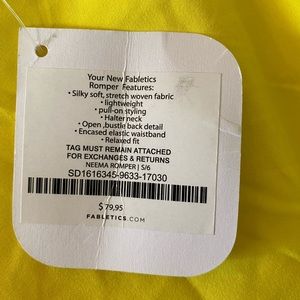 Your New Fabletics
Romper Features:
• Silky soft, stretch woven fabric
• lightweight
• pull-on styling
• Halter neck
• Open ,bustle back detail
• Encased elastic waistband
• Relaxed fit
TAG MUST REMAIN ATTACHED
FOR EXCHANGES & RETURNS
NEEMA ROMPER | S/6
SD1616345-9633-17030
$79.95
FABLETICS.COM